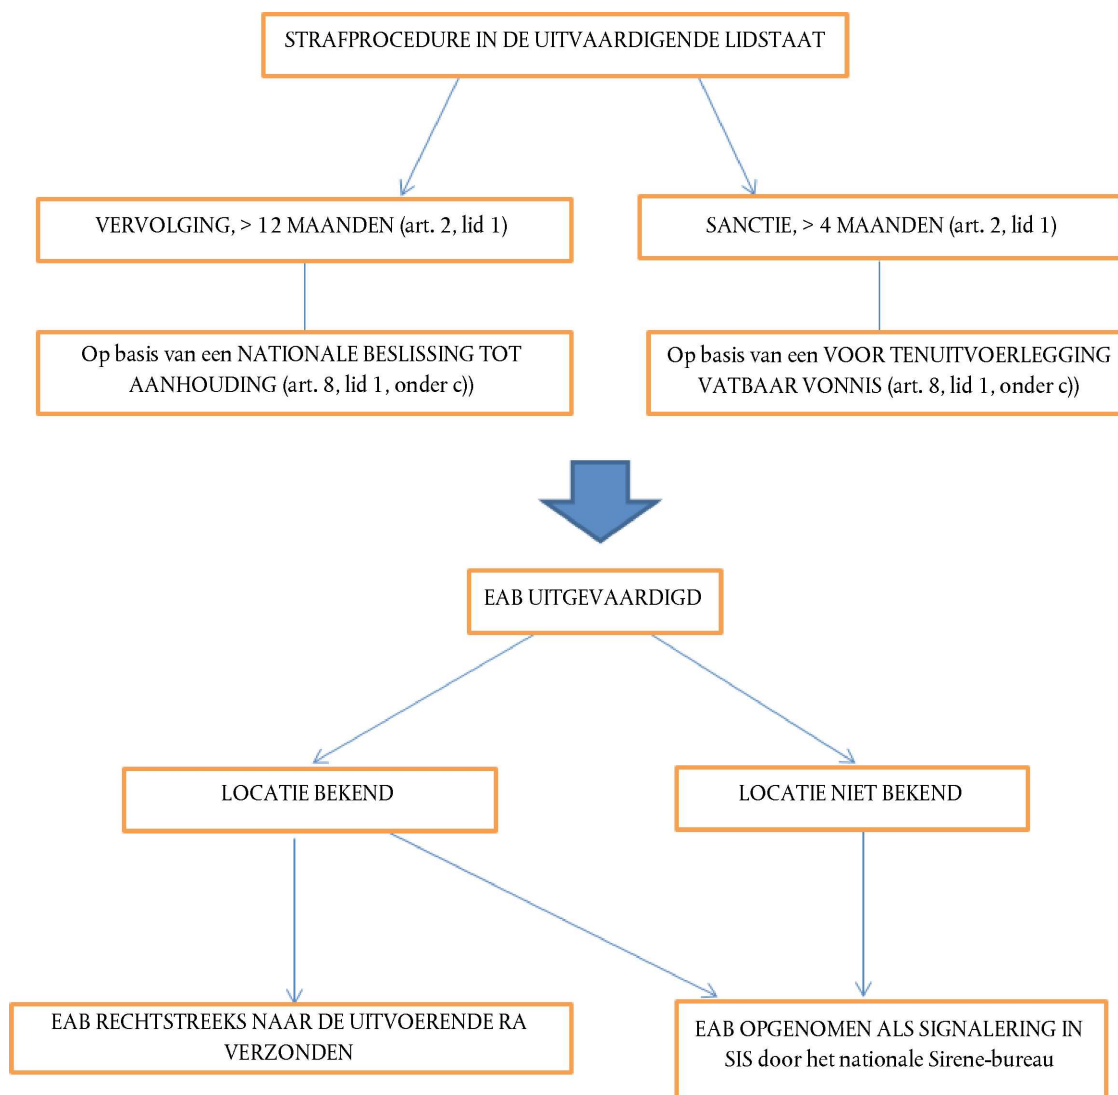 STRAFPROCEDURE IN DE UITVAARDIGENDE LIDSTAAT
VERVOLGING, > 12 MAANDEN (art. 2, lid 1)
SANCTIE, > 4 MAANDEN (art. 2, lid 1)
Op basis van een NATIONALE BESLISSING TOT
AANHOUDING (art. 8, lid 1, onder c))
Op basis van een VOOR TENUITVOERLEGGING
VATBAAR VONNIS (art. 8, lid 1, onder c))
EAB UITGEVAARDIGD
LOCATIE BEKEND
LOCATIE NIET BEKEND
EAB RECHTSTREEKS NAAR DE UITVOERENDE RA
VERZONDEN
EAB OPGENOMEN ALS SIGNALERING IN
SIS door het nationale Sirene-bureau